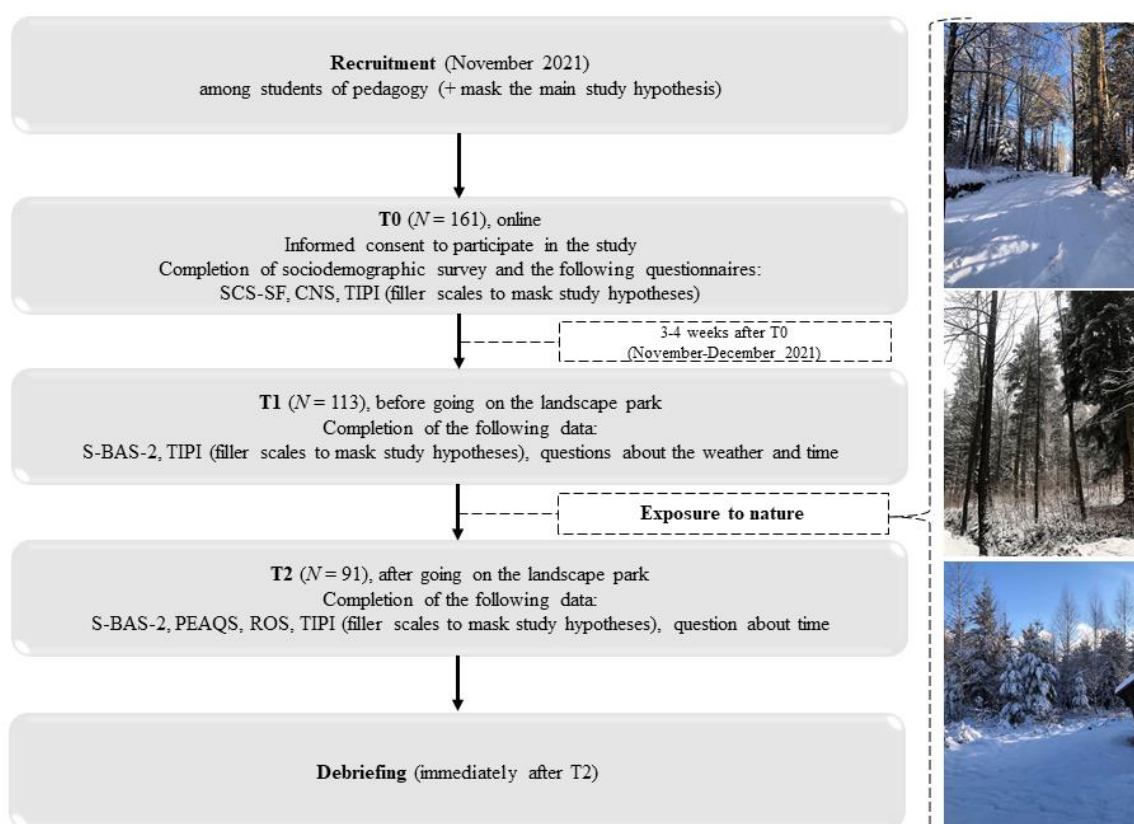 Recruitment (November 2021)
among students of pedagogy (+ mask the main study hypothesis)
T0 (N = 161), online
Informed consent to participate in the study
Completion of sociodemographic survey and the following questionnaires:
SCS-SF, CNS, TIPI (filler scales to mask study hypotheses)
3-4 weeks after T0
(November-December 2021)
T1 (N = 113), before going on the landscape park
Completion of the following data:
S-BAS-2, TIPI (filler scales to mask study hypotheses), questions about the weather and time
Exposure to nature
T2 (N = 91), after going on the landscape park
Completion of the following data:
S-BAS-2, PEAQS, ROS, TIPI (filler scales to mask study hypotheses), question about time
Debriefing (immediately after T2)